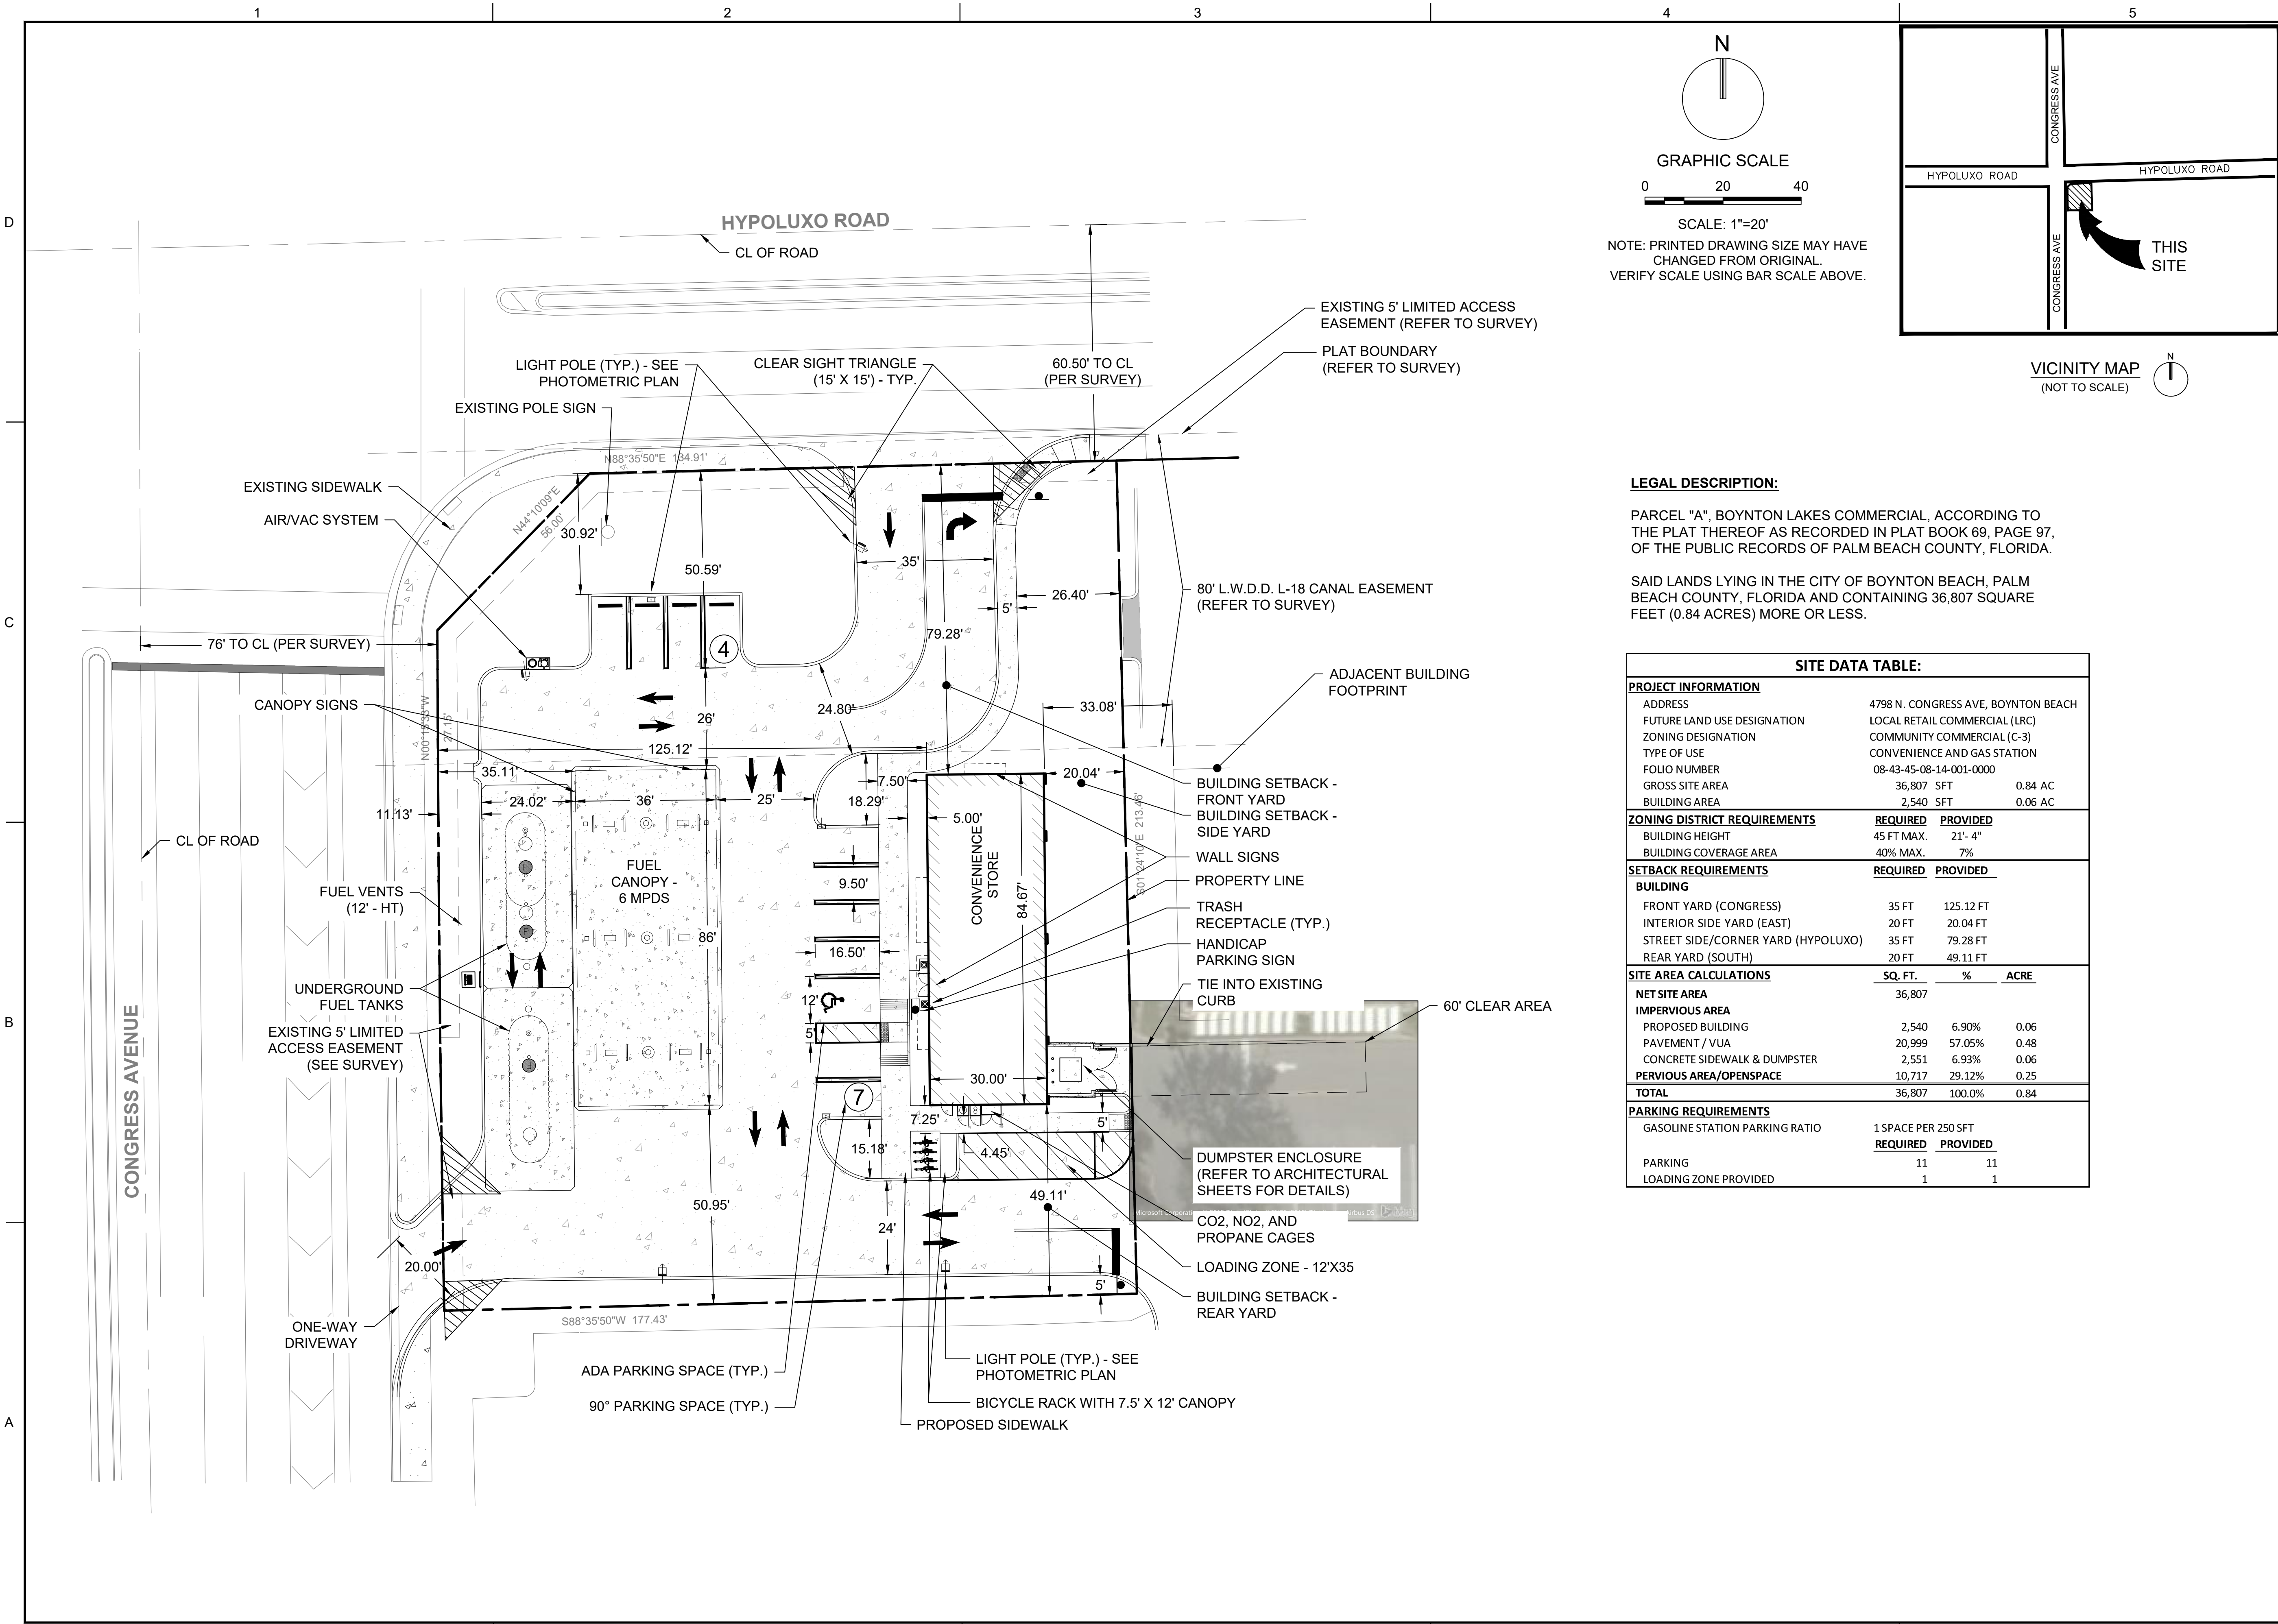 1
2
3
4
5
D
C
B
A
N
GRAPHIC SCALE
0 20 40
SCALE: 1"=20'
NOTE: PRINTED DRAWING SIZE MAY HAVE
CHANGED FROM ORIGINAL.
VERIFY SCALE USING BAR SCALE ABOVE.
CONGRESS AVE
HYPOLUXO ROAD
HYPOLUXO ROAD
CONGRESS AVE
THIS
SITE
VICINITY MAP
(NOT TO SCALE)
N
HYPOLUXO ROAD
CL OF ROAD
EXISTING 5' LIMITED ACCESS
EASEMENT (REFER TO SURVEY)
PLAT BOUNDARY
(REFER TO SURVEY)
LIGHT POLE (TYP.) - SEE
PHOTOMETRIC PLAN
CLEAR SIGHT TRIANGLE
(15' X 15') - TYP.
60.50' TO CL
(PER SURVEY)
EXISTING POLE SIGN
N88°35'50"E 134.91'
EXISTING SIDEWALK
AIR/VAC SYSTEM
N44°10'09"E
56.00'
30.92'
50.59'
35'
5'
26.40'
80' L.W.D.D. L-18 CANAL EASEMENT
(REFER TO SURVEY)
79.28'
4
76' TO CL (PER SURVEY)
ADJACENT BUILDING
FOOTPRINT
CANOPY SIGNS
26'
24.80'
33.08'
27.15'
125.12'
35.11'
7.50'
20.04'
24.02'
36'
25'
18.29'
11.13'
5.00'
BUILDING SETBACK -
FRONT YARD
BUILDING SETBACK -
SIDE YARD
CL OF ROAD
S01°24'10"E 213.46'
WALL SIGNS
FUEL
CANOPY -
6 MPDS
CONVENIENCE
STORE
84.67'
PROPERTY LINE
9.50'
FUEL VENTS
(12' - HT)
TRASH
RECEPTACLE (TYP.)
86'
16.50'
HANDICAP
PARKING SIGN
UNDERGROUND
FUEL TANKS
12'
TIE INTO EXISTING
CURB
60' CLEAR AREA
EXISTING 5' LIMITED
ACCESS EASEMENT
(SEE SURVEY)
5'
CONGRESS AVENUE
30.00'
7
7.25'
5'
15.18'
4.45'
DUMPSTER ENCLOSURE
(REFER TO ARCHITECTURAL
SHEETS FOR DETAILS)
50.95'
49.11'
CO2, NO2, AND
PROPANE CAGES
24'
20.00'
LOADING ZONE - 12'X35
5'
BUILDING SETBACK -
REAR YARD
S88°35'50"W 177.43'
ONE-WAY
DRIVEWAY
ADA PARKING SPACE (TYP.)
LIGHT POLE (TYP.) - SEE
PHOTOMETRIC PLAN
90° PARKING SPACE (TYP.)
BICYCLE RACK WITH 7.5' X 12' CANOPY
PROPOSED SIDEWALK
LEGAL DESCRIPTION:
PARCEL "A", BOYNTON LAKES COMMERCIAL, ACCORDING TO
THE PLAT THEREOF AS RECORDED IN PLAT BOOK 69, PAGE 97,
OF THE PUBLIC RECORDS OF PALM BEACH COUNTY, FLORIDA.
SAID LANDS LYING IN THE CITY OF BOYNTON BEACH, PALM
BEACH COUNTY, FLORIDA AND CONTAINING 36,807 SQUARE
FEET (0.84 ACRES) MORE OR LESS.
SITE DATA TABLE:
PROJECT INFORMATION
ADDRESS 4798 N. CONGRESS AVE, BOYNTON BEACH
FUTURE LAND USE DESIGNATION LOCAL RETAIL COMMERCIAL (LRC)
ZONING DESIGNATION COMMUNITY COMMERCIAL (C-3)
TYPE OF USE CONVENIENCE AND GAS STATION
FOLIO NUMBER 08-43-45-08-14-001-0000
GROSS SITE AREA 36,807 SFT 0.84 AC
BUILDING AREA 2,540 SFT 0.06 AC
ZONING DISTRICT REQUIREMENTS REQUIRED PROVIDED
BUILDING HEIGHT 45 FT MAX. 21'- 4"
BUILDING COVERAGE AREA 40% MAX. 7%
SETBACK REQUIREMENTS REQUIRED PROVIDED
BUILDING
FRONT YARD (CONGRESS) 35 FT 125.12 FT
INTERIOR SIDE YARD (EAST) 20 FT 20.04 FT
STREET SIDE/CORNER YARD (HYPOLUXO) 35 FT 79.28 FT
REAR YARD (SOUTH) 20 FT 49.11 FT
SITE AREA CALCULATIONS SQ. FT. % ACRE
NET SITE AREA 36,807
IMPERVIOUS AREA
PROPOSED BUILDING 2,540 6.90% 0.06
PAVEMENT / VUA 20,999 57.05% 0.48
CONCRETE SIDEWALK & DUMPSTER 2,551 6.93% 0.06
PERVIOUS AREA/OPENSPACE 10,717 29.12% 0.25
TOTAL 36,807 100.0% 0.84
PARKING REQUIREMENTS
GASOLINE STATION PARKING RATIO 1 SPACE PER 250 SFT
REQUIRED PROVIDED
PARKING 11 11
LOADING ZONE PROVIDED 1 1